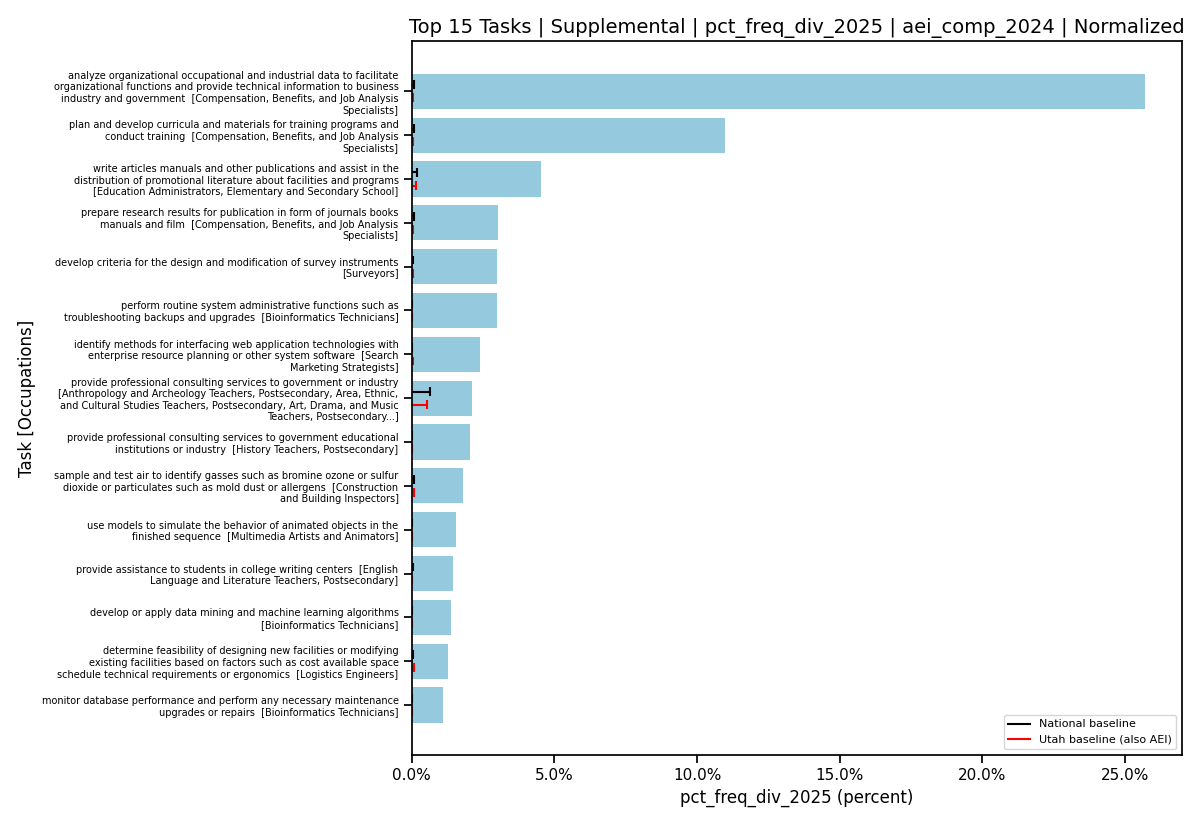 Top 15 Tasks | Supplemental | pct_freq_div_2025 | aei_comp_2024 | Normalized
analyze organizational occupational and industrial data to facilitate
organizational functions and provide technical information to business
industry and government  [Compensation, Benefits, and Job Analysis
Specialists]
plan and develop curricula and materials for training programs and
conduct training  [Compensation, Benefits, and Job Analysis
Specialists]
write articles manuals and other publications and assist in the
distribution of promotional literature about facilities and programs
[Education Administrators, Elementary and Secondary School]
prepare research results for publication in form of journals books
manuals and film  [Compensation, Benefits, and Job Analysis
Specialists]
develop criteria for the design and modification of survey instruments
[Surveyors]
perform routine system administrative functions such as
troubleshooting backups and upgrades  [Bioinformatics Technicians]
identify methods for interfacing web application technologies with
enterprise resource planning or other system software  [Search
Marketing Strategists]
provide professional consulting services to government or industry
[Anthropology and Archeology Teachers, Postsecondary, Area, Ethnic,
and Cultural Studies Teachers, Postsecondary, Art, Drama, and Music
Teachers, Postsecondary...]
provide professional consulting services to government educational
institutions or industry  [History Teachers, Postsecondary]
sample and test air to identify gasses such as bromine ozone or sulfur
dioxide or particulates such as mold dust or allergens  [Construction
and Building Inspectors]
use models to simulate the behavior of animated objects in the
finished sequence  [Multimedia Artists and Animators]
provide assistance to students in college writing centers  [English
Language and Literature Teachers, Postsecondary]
develop or apply data mining and machine learning algorithms
[Bioinformatics Technicians]
determine feasibility of designing new facilities or modifying
existing facilities based on factors such as cost available space
schedule technical requirements or ergonomics  [Logistics Engineers]
monitor database performance and perform any necessary maintenance
upgrades or repairs  [Bioinformatics Technicians]
Task [Occupations]
National baseline
Utah baseline (also AEI)
0.0% 5.0% 10.0% 15.0% 20.0% 25.0%
pct_freq_div_2025 (percent)